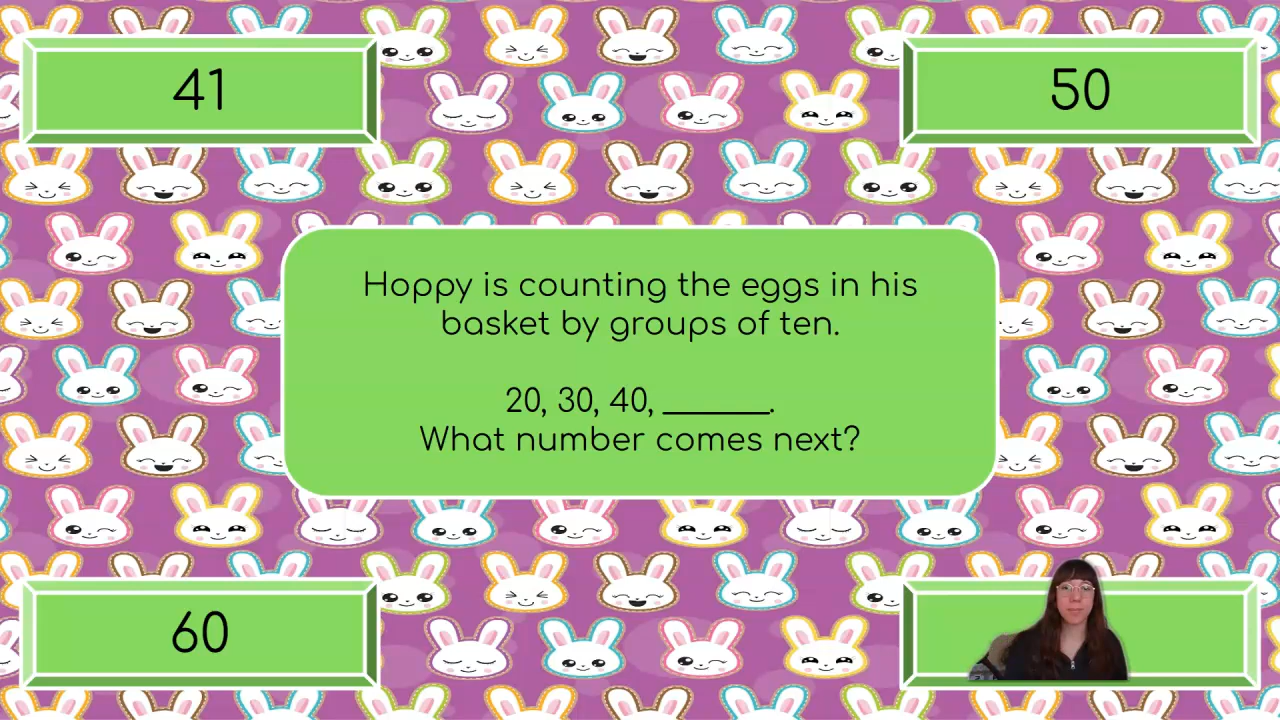 41
50
Hoppy is counting the eggs in his
basket by groups of ten.
20, 30, 40, ______.
What number comes next?
60